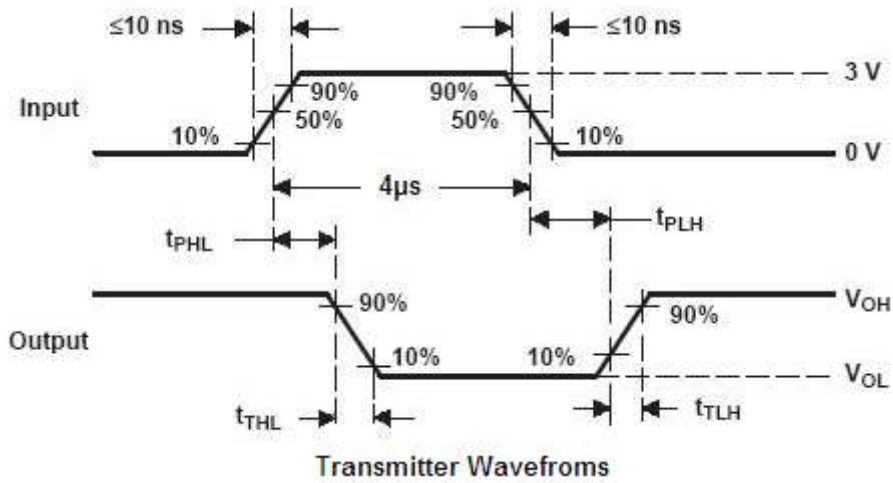 ≤10 ns ≤10 ns
3 V
90% 90%
Input 50% 50%
10% 10%
0 V
4µs
tPHL tPLH
90% 90% VOH
Output
10% 10%
VOL
tTHL tTLH
Transmitter Wavefroms